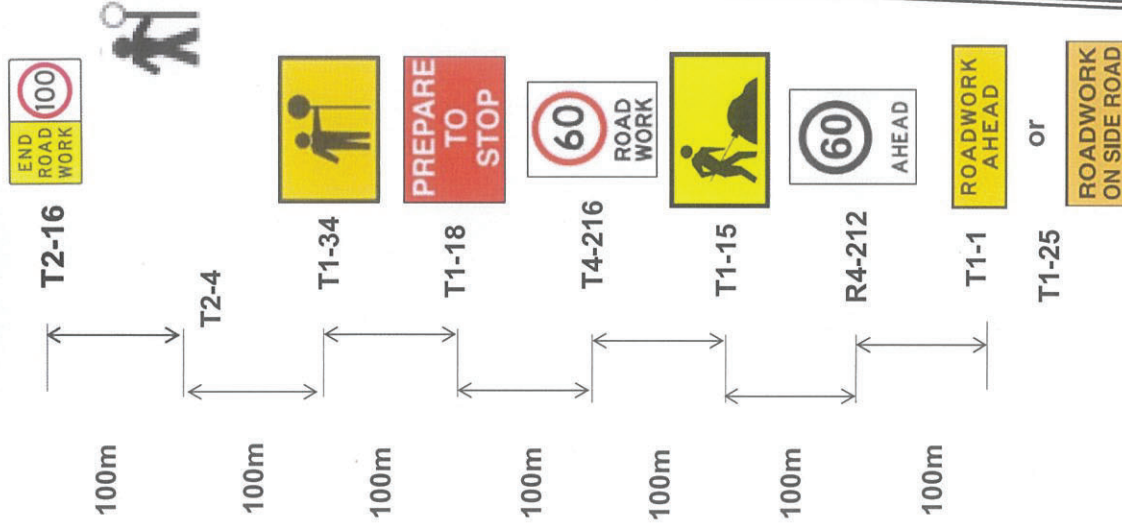 T2-16
END
ROAD
WORK
100
100m
T2-4
100m
T1-34
100m
T1-18
PREPARE
TO
STOP
100m
T4-216
60
ROAD
WORK
100m
T1-15
100m
R4-212
60
AHEAD
100m
T1-1
ROADWORK
AHEAD
or
T1-25
ROADWORK
ON SIDE ROAD